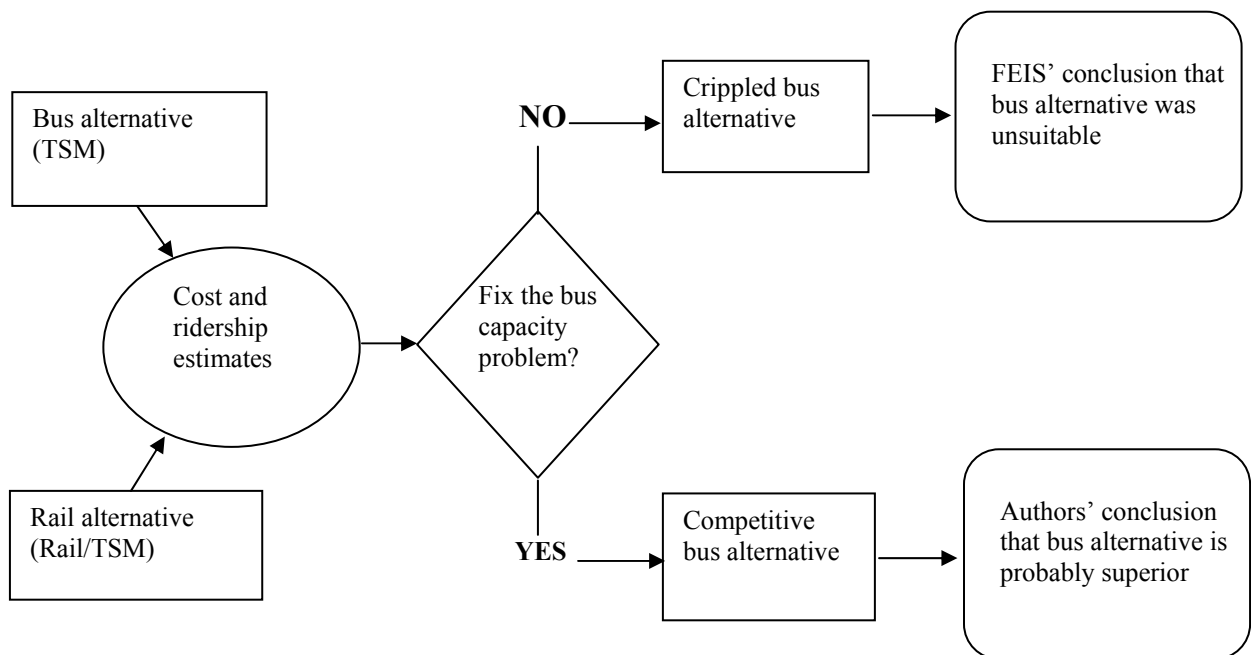 Bus alternative
(TSM)
Cost and
ridership
estimates
Rail alternative
(Rail/TSM)
Fix the bus
capacity
problem?
NO
Crippled bus
alternative
FEIS’ conclusion that
bus alternative was
unsuitable
YES
Competitive
bus alternative
Authors’ conclusion
that bus alternative is
probably superior